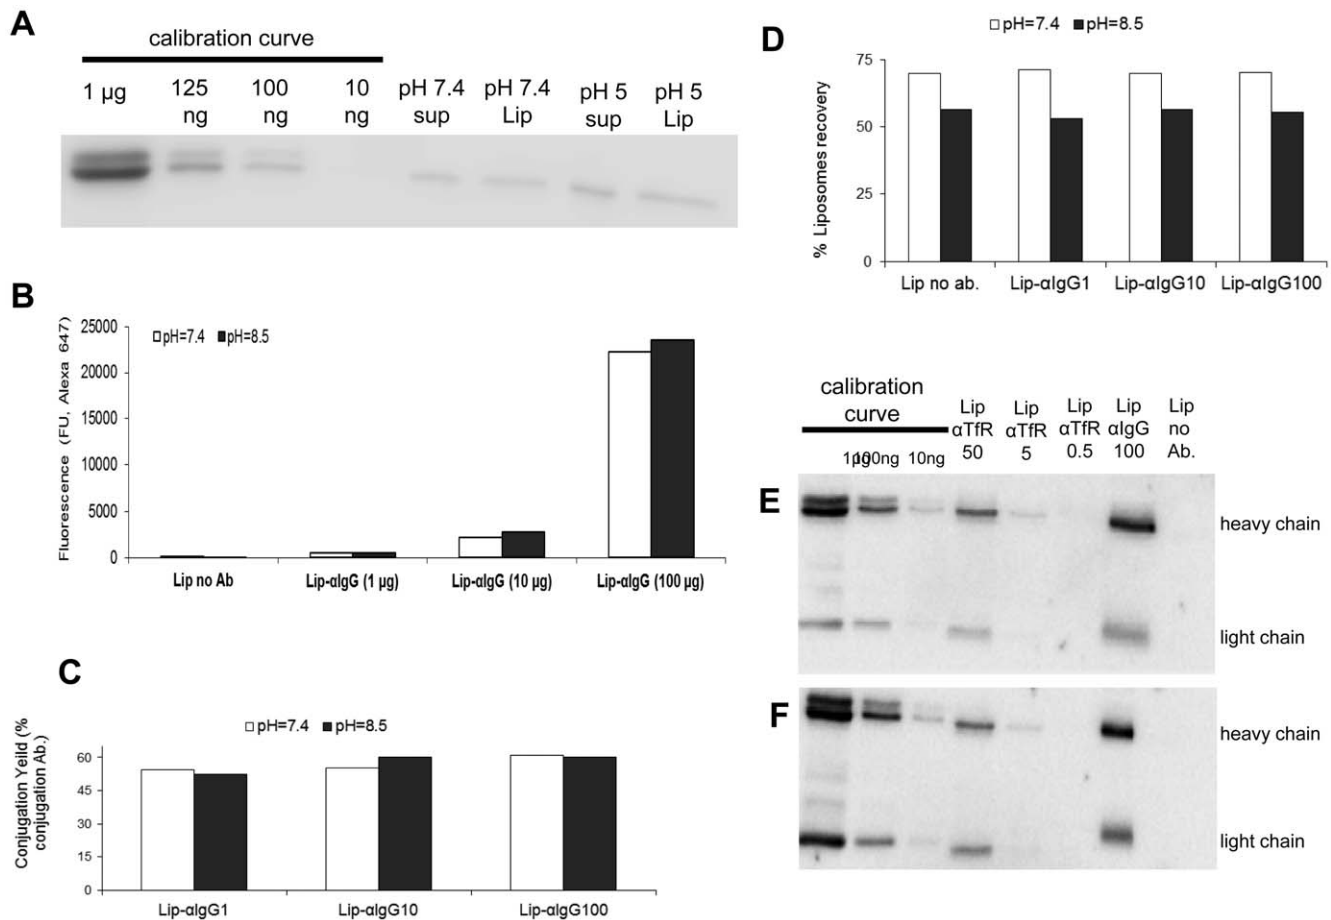 A
calibration curve
1 µg
125
ng
100
ng
10
ng
pH 7.4
sup
pH 7.4
Lip
pH 5
sup
pH 5
Lip
B
Fluorescence (FU, Alexa 647)
25000
20000
15000
10000
5000
0
pH=7.4
pH=8.5
Lip no Ab
Lip-αIgG (1 µg)
Lip-αIgG (10 µg)
Lip-αIgG (100 µg)
C
Conjugation Yeild (%
conjugation Ab.)
pH=7.4
pH=8.5
60
45
30
15
0
Lip-αIgG1
Lip-αIgG10
Lip-αIgG100
D
pH=7.4
pH=8.5
% Liposomes recovery
75
50
25
0
Lip no ab.
Lip-αIgG1
Lip-αIgG10
Lip-αIgG100
calibration
curve
1µg
100ng
10ng
Lip
αTfR
50
Lip
αTfR
5
Lip
αTfR
0.5
Lip
αIgG
100
Lip
no
Ab.
E
heavy chain
light chain
F
heavy chain
light chain